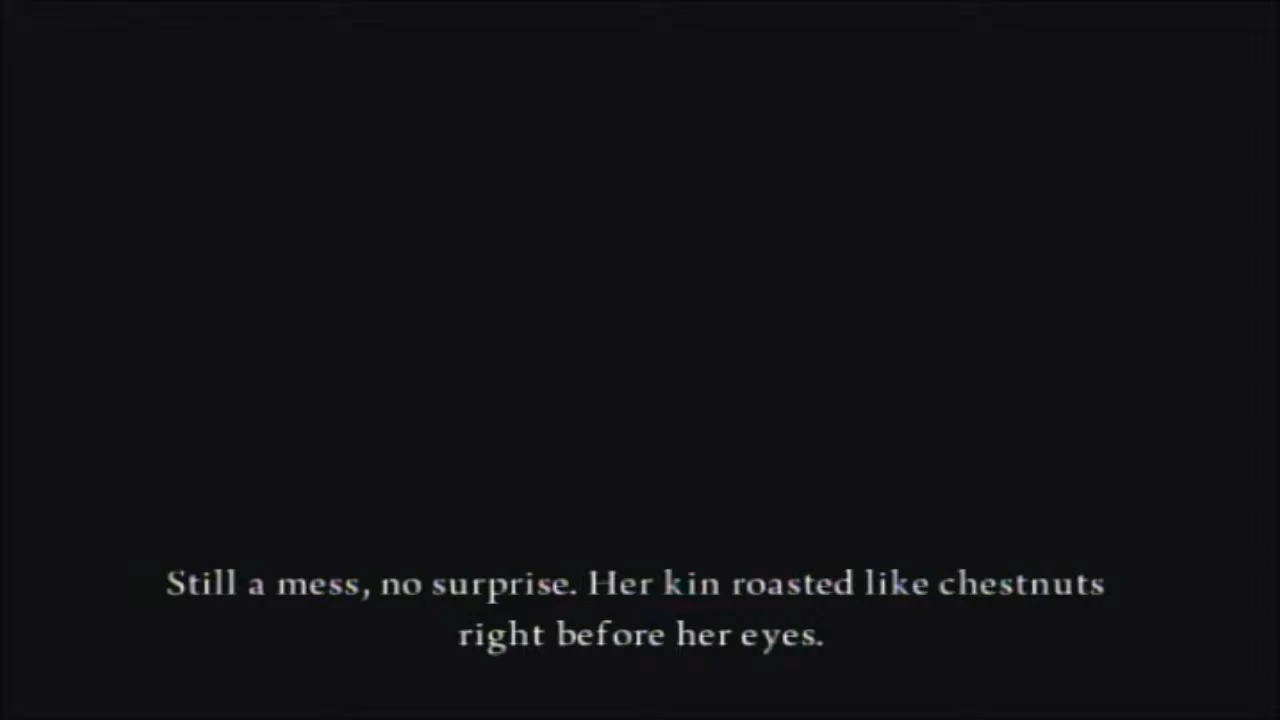 Still a mess, no surprise. Her kin roasted like chestnuts
right before her eyes.